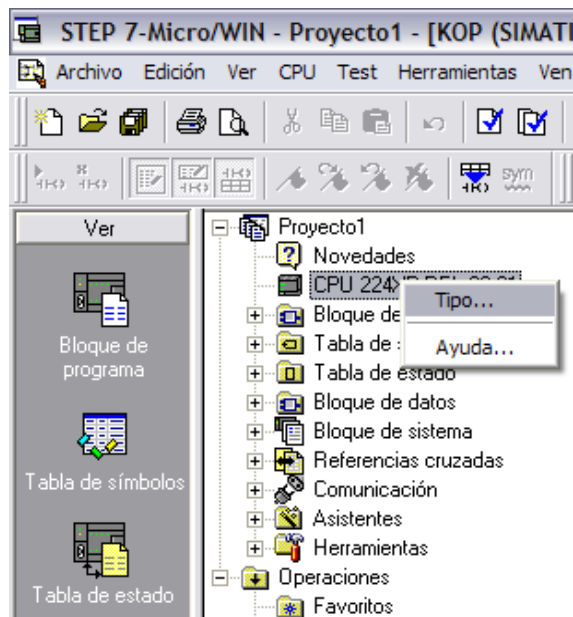 STEP 7-Micro/WIN - Proyecto1 - [KOP (SIMATI
Archivo Edición Ver CPU Test Herramientas Ven
sym
Ver
Bloque de
programa
Tabla de símbolos
Tabla de estado
Proyecto1
Novedades
CPU 224X
Tipo...
Ayuda...
Bloque de
Tabla de
Tabla de estado
Bloque de datos
Bloque de sistema
Referencias cruzadas
Comunicación
Asistentes
Herramientas
Operaciones
Favoritos